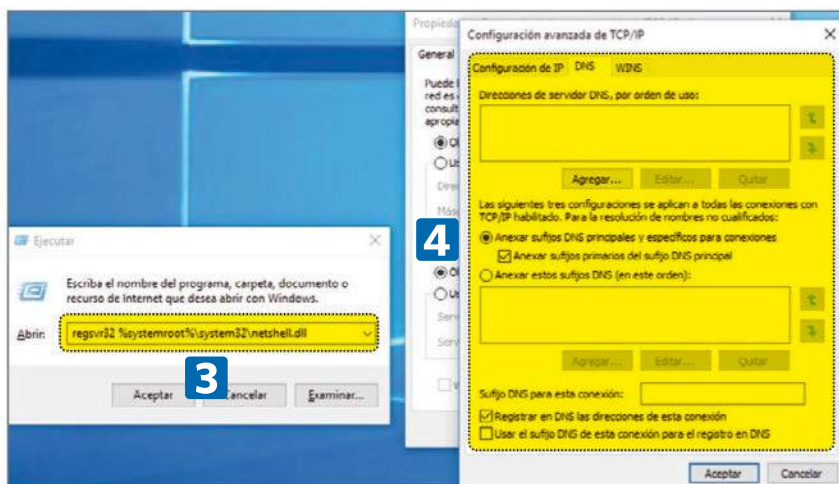 Ejecutar
Escriba el nombre del programa, carpeta, documento o
recurso de Internet que desea abrir con Windows.
Abrir:
regsvr32 %systemroot%\system32\netshell.dll
3
Aceptar
Cancelar
Examinar...
General
Puede
red es
consult
apropia
4
Configuración avanzada de TCP/IP
Configuración de IP DNS WINS
Direcciones de servidor DNS, por orden de uso:
Agregar... Editar... Quitar
Las siguientes tres configuraciones se aplican a todas las conexiones con
TCP/IP habilitado. Para la resolución de nombres no cualificados:
Anexar sufijos DNS principales y específicos para conexiones
Anexar sufijos primarios del sufijo DNS principal
Anexar estos sufijos DNS (en este orden):
Agregar... Editar... Quitar
Sufijo DNS para esta conexión:
Registrar en DNS las direcciones de esta conexión
Usar el sufijo DNS de esta conexión para el registro en DNS
Aceptar Cancelar